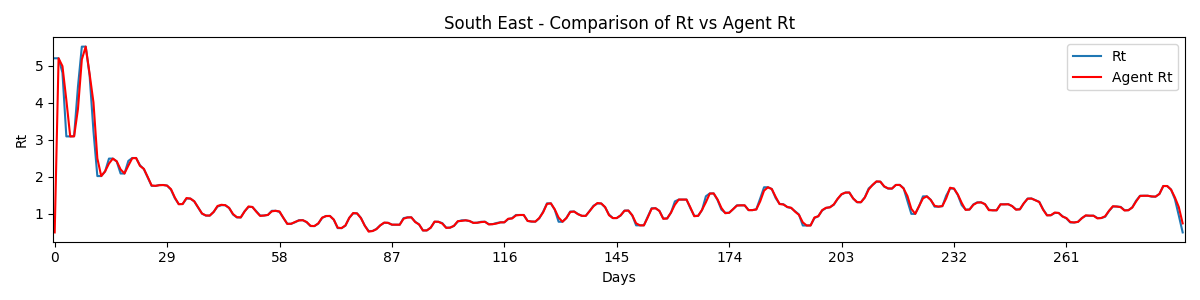 South East - Comparison of Rt vs Agent Rt
Rt
Agent Rt
Rt
5
4
3
2
1
0 29 58 87 116 145 174 203 232 261
Days